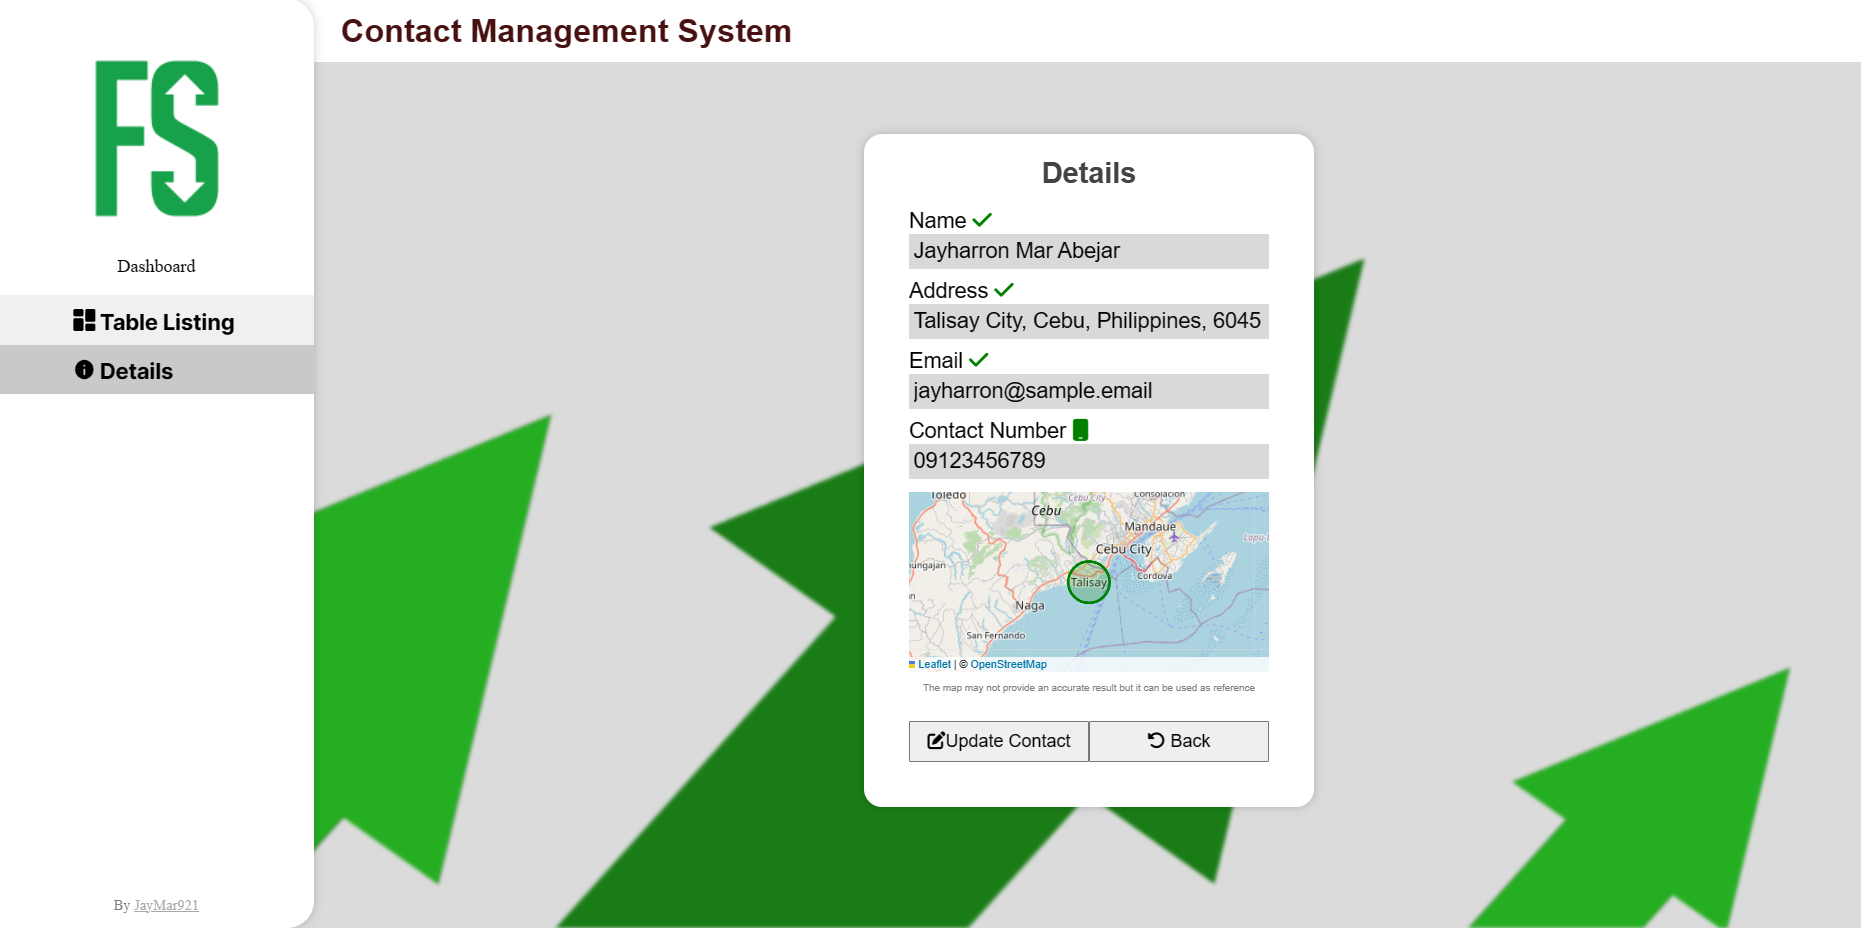 Contact Management System
FS
Dashboard
Table Listing
Details
By JayMar921
Details
Name
Jayharron Mar Abejar
Address
Talisay City, Cebu, Philippines, 6045
Email
jayharron@sample.email
Contact Number
09123456789
Toledo
Cebu City
Consolacion
Cebu
Mandaue
Cebu City
Talisay
Cordova
Naga
San Fernando
Leaflet | © OpenStreetMap
The map may not provide an accurate result but it can be used as reference
Update Contact
Back